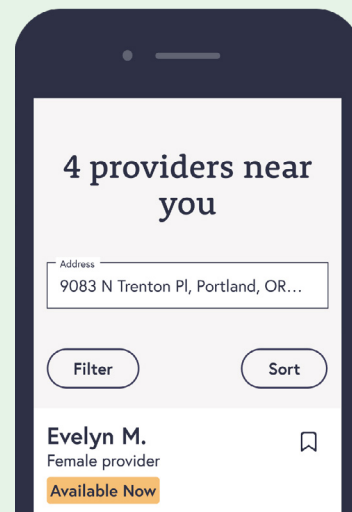 4 providers near
you
Address
9083 N Trenton Pl, Portland, OR...
Filter
Sort
Evelyn M.
Female provider
Available Now